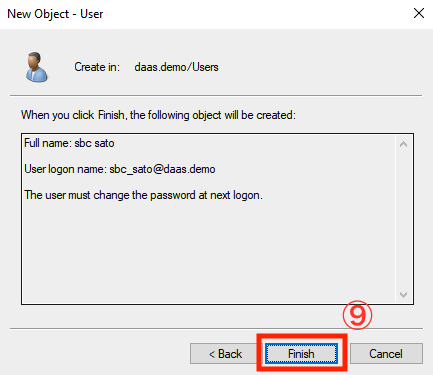 New Object - User
Create in: daas.demo/Users
When you click Finish, the following object will be created:
Full name: sbc sato
User logon name: sbc_sato@daas.demo
The user must change the password at next logon.
⑨
< Back Finish Cancel